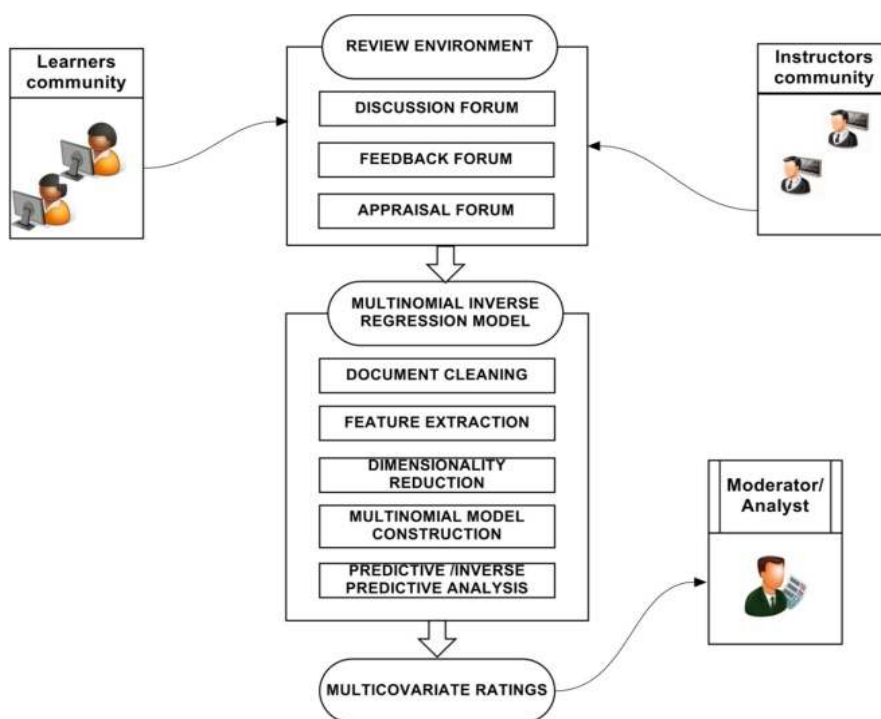 Learners
community
REVIEW ENVIRONMENT
DISCUSSION FORUM
FEEDBACK FORUM
APPRAISAL FORUM
Instructors
community
MULTINOMIAL INVERSE
REGRESSION MODEL
DOCUMENT CLEANING
FEATURE EXTRACTION
DIMENSIONALITY
REDUCTION
MULTINOMIAL MODEL
CONSTRUCTION
PREDICTIVE /INVERSE
PREDICTIVE ANALYSIS
Moderator/
Analyst
MULTICOVARIATE RATINGS